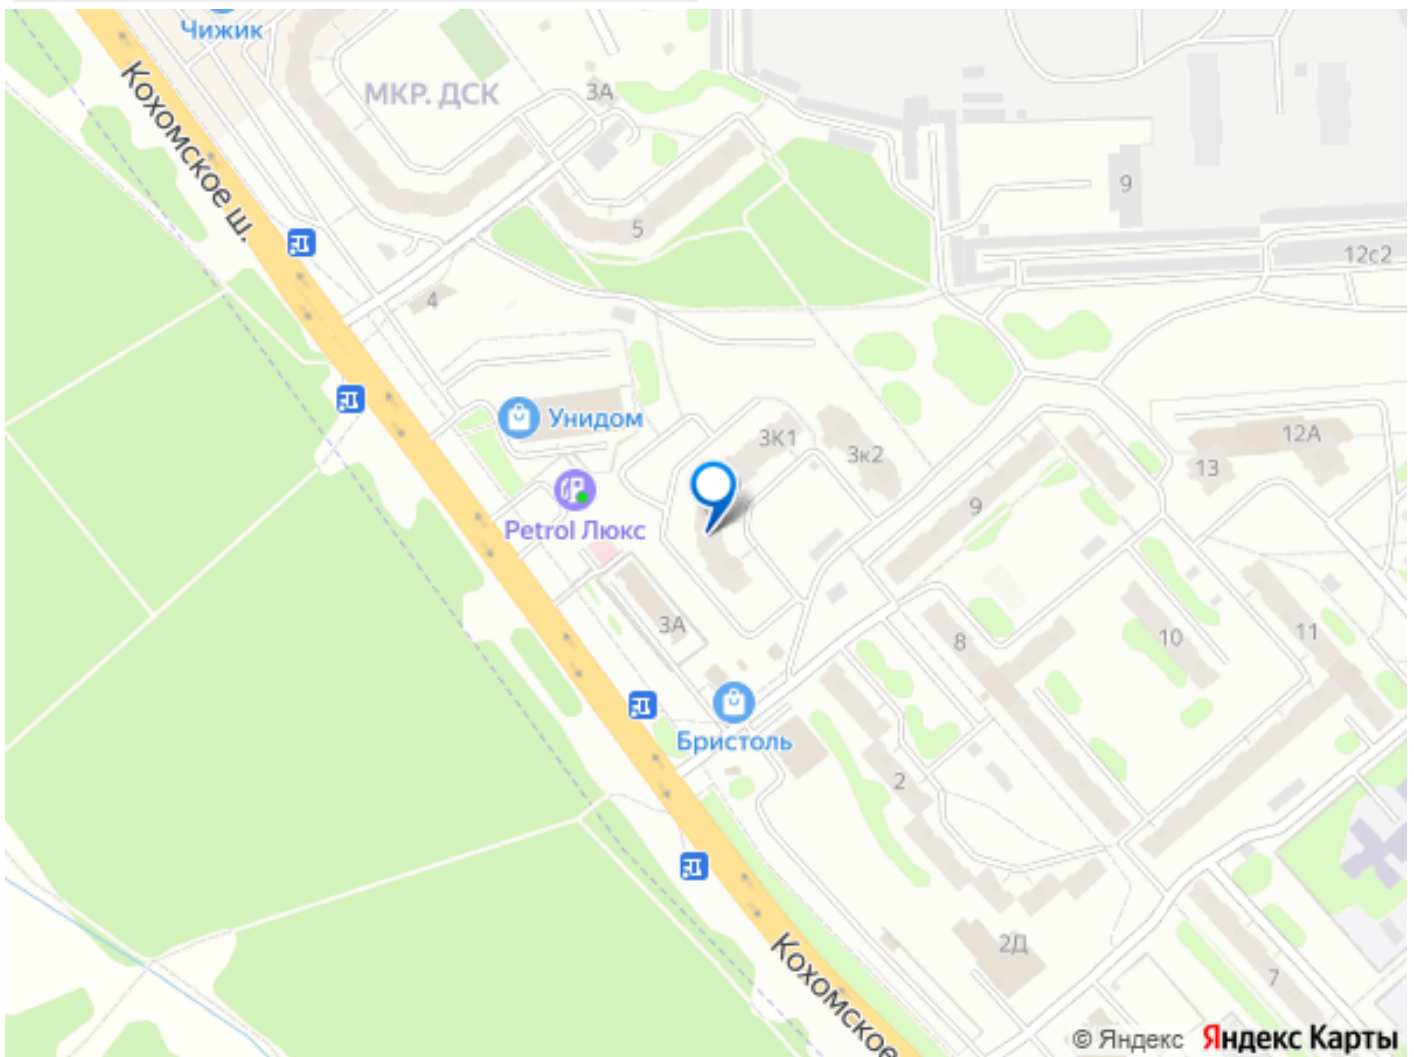 Чижик
Кохомское ш.
МКР. ДСК
3А
9
5
12с2
4
Унидом
3К1
3к2
12А
13
9
Petrol Люкс
3А
8
10
11
Бристоль
2
2Д
7
Кохомское
© Яндекс Яндекс Карты